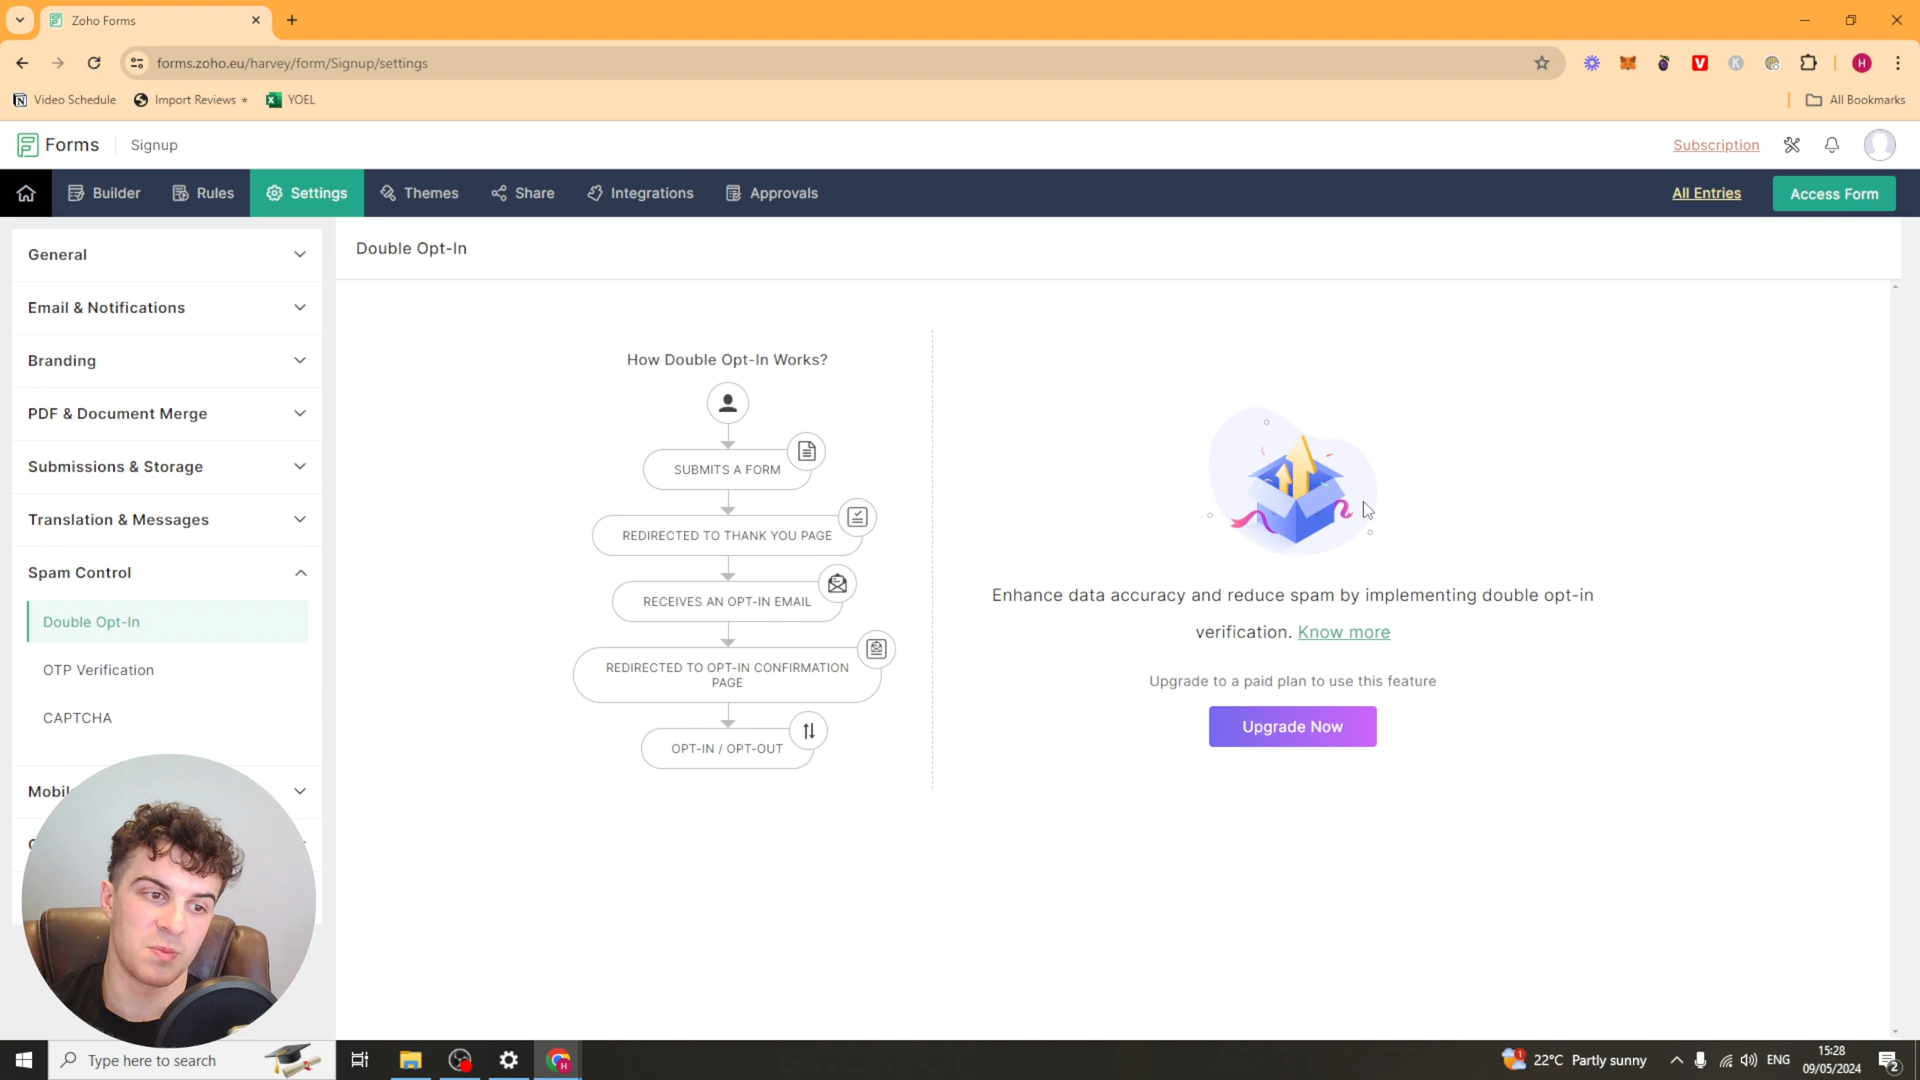 Zoho Forms
forms.zoho.eu/harvey/form/Signup/settings
Video Schedule
Import Reviews
YOEL
All Bookmarks
Forms
Signup
Subscription
Builder
Rules
Settings
Themes
Share
Integrations
Approvals
All Entries
Access Form
General
Email & Notifications
Branding
PDF & Document Merge
Submissions & Storage
Translation & Messages
Spam Control
Double Opt-In
OTP Verification
CAPTCHA
Double Opt-In
How Double Opt-In Works?
SUBMITS A FORM
REDIRECTED TO THANK YOU PAGE
RECEIVES AN OPT-IN EMAIL
REDIRECTED TO OPT-IN CONFIRMATION
PAGE
OPT-IN / OPT-OUT
Enhance data accuracy and reduce spam by implementing double opt-in
verification. Know more
Upgrade to a paid plan to use this feature
Upgrade Now
Type here to search
22°C Partly sunny
ENG
15:28
09/05/2024
2